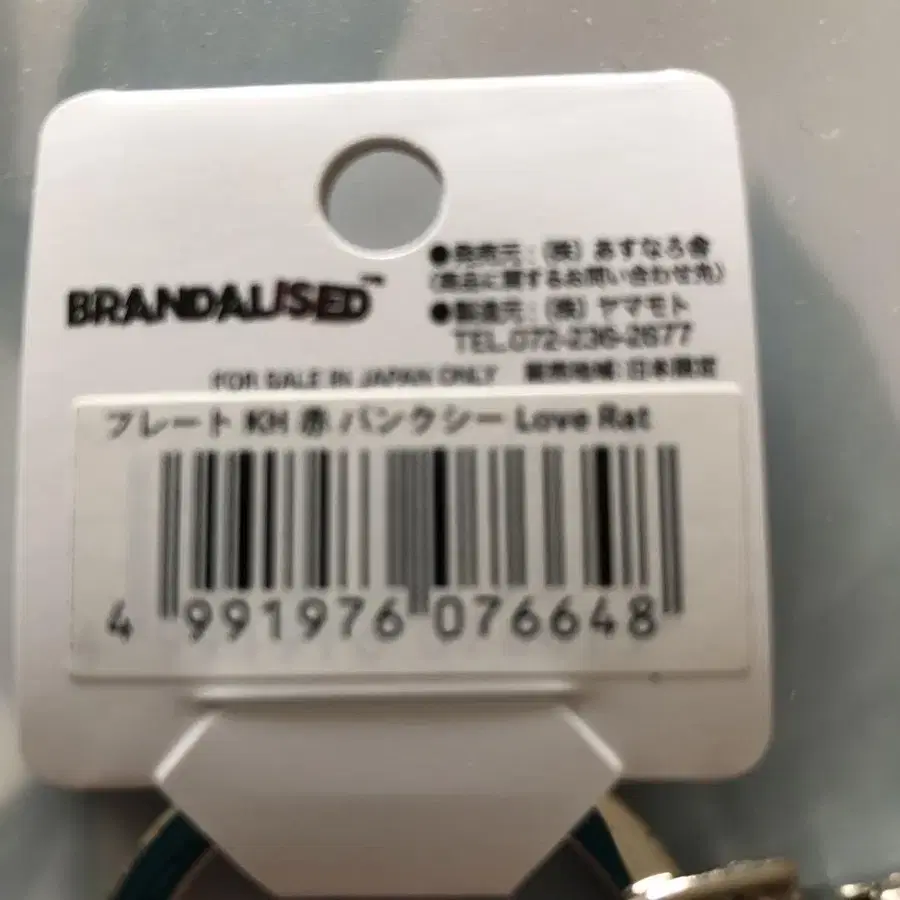 BRANDALISED™
●発売元：（株）あすなろ舎
（商品に関するお問い合わせ先）
●製造元：（株）ヤマモト
TEL.072-236-2677
FOR SALE IN JAPAN ONLY 販売地域：日本限定
プレート KH 赤 バンクシー Love Rat
4 991976 076648